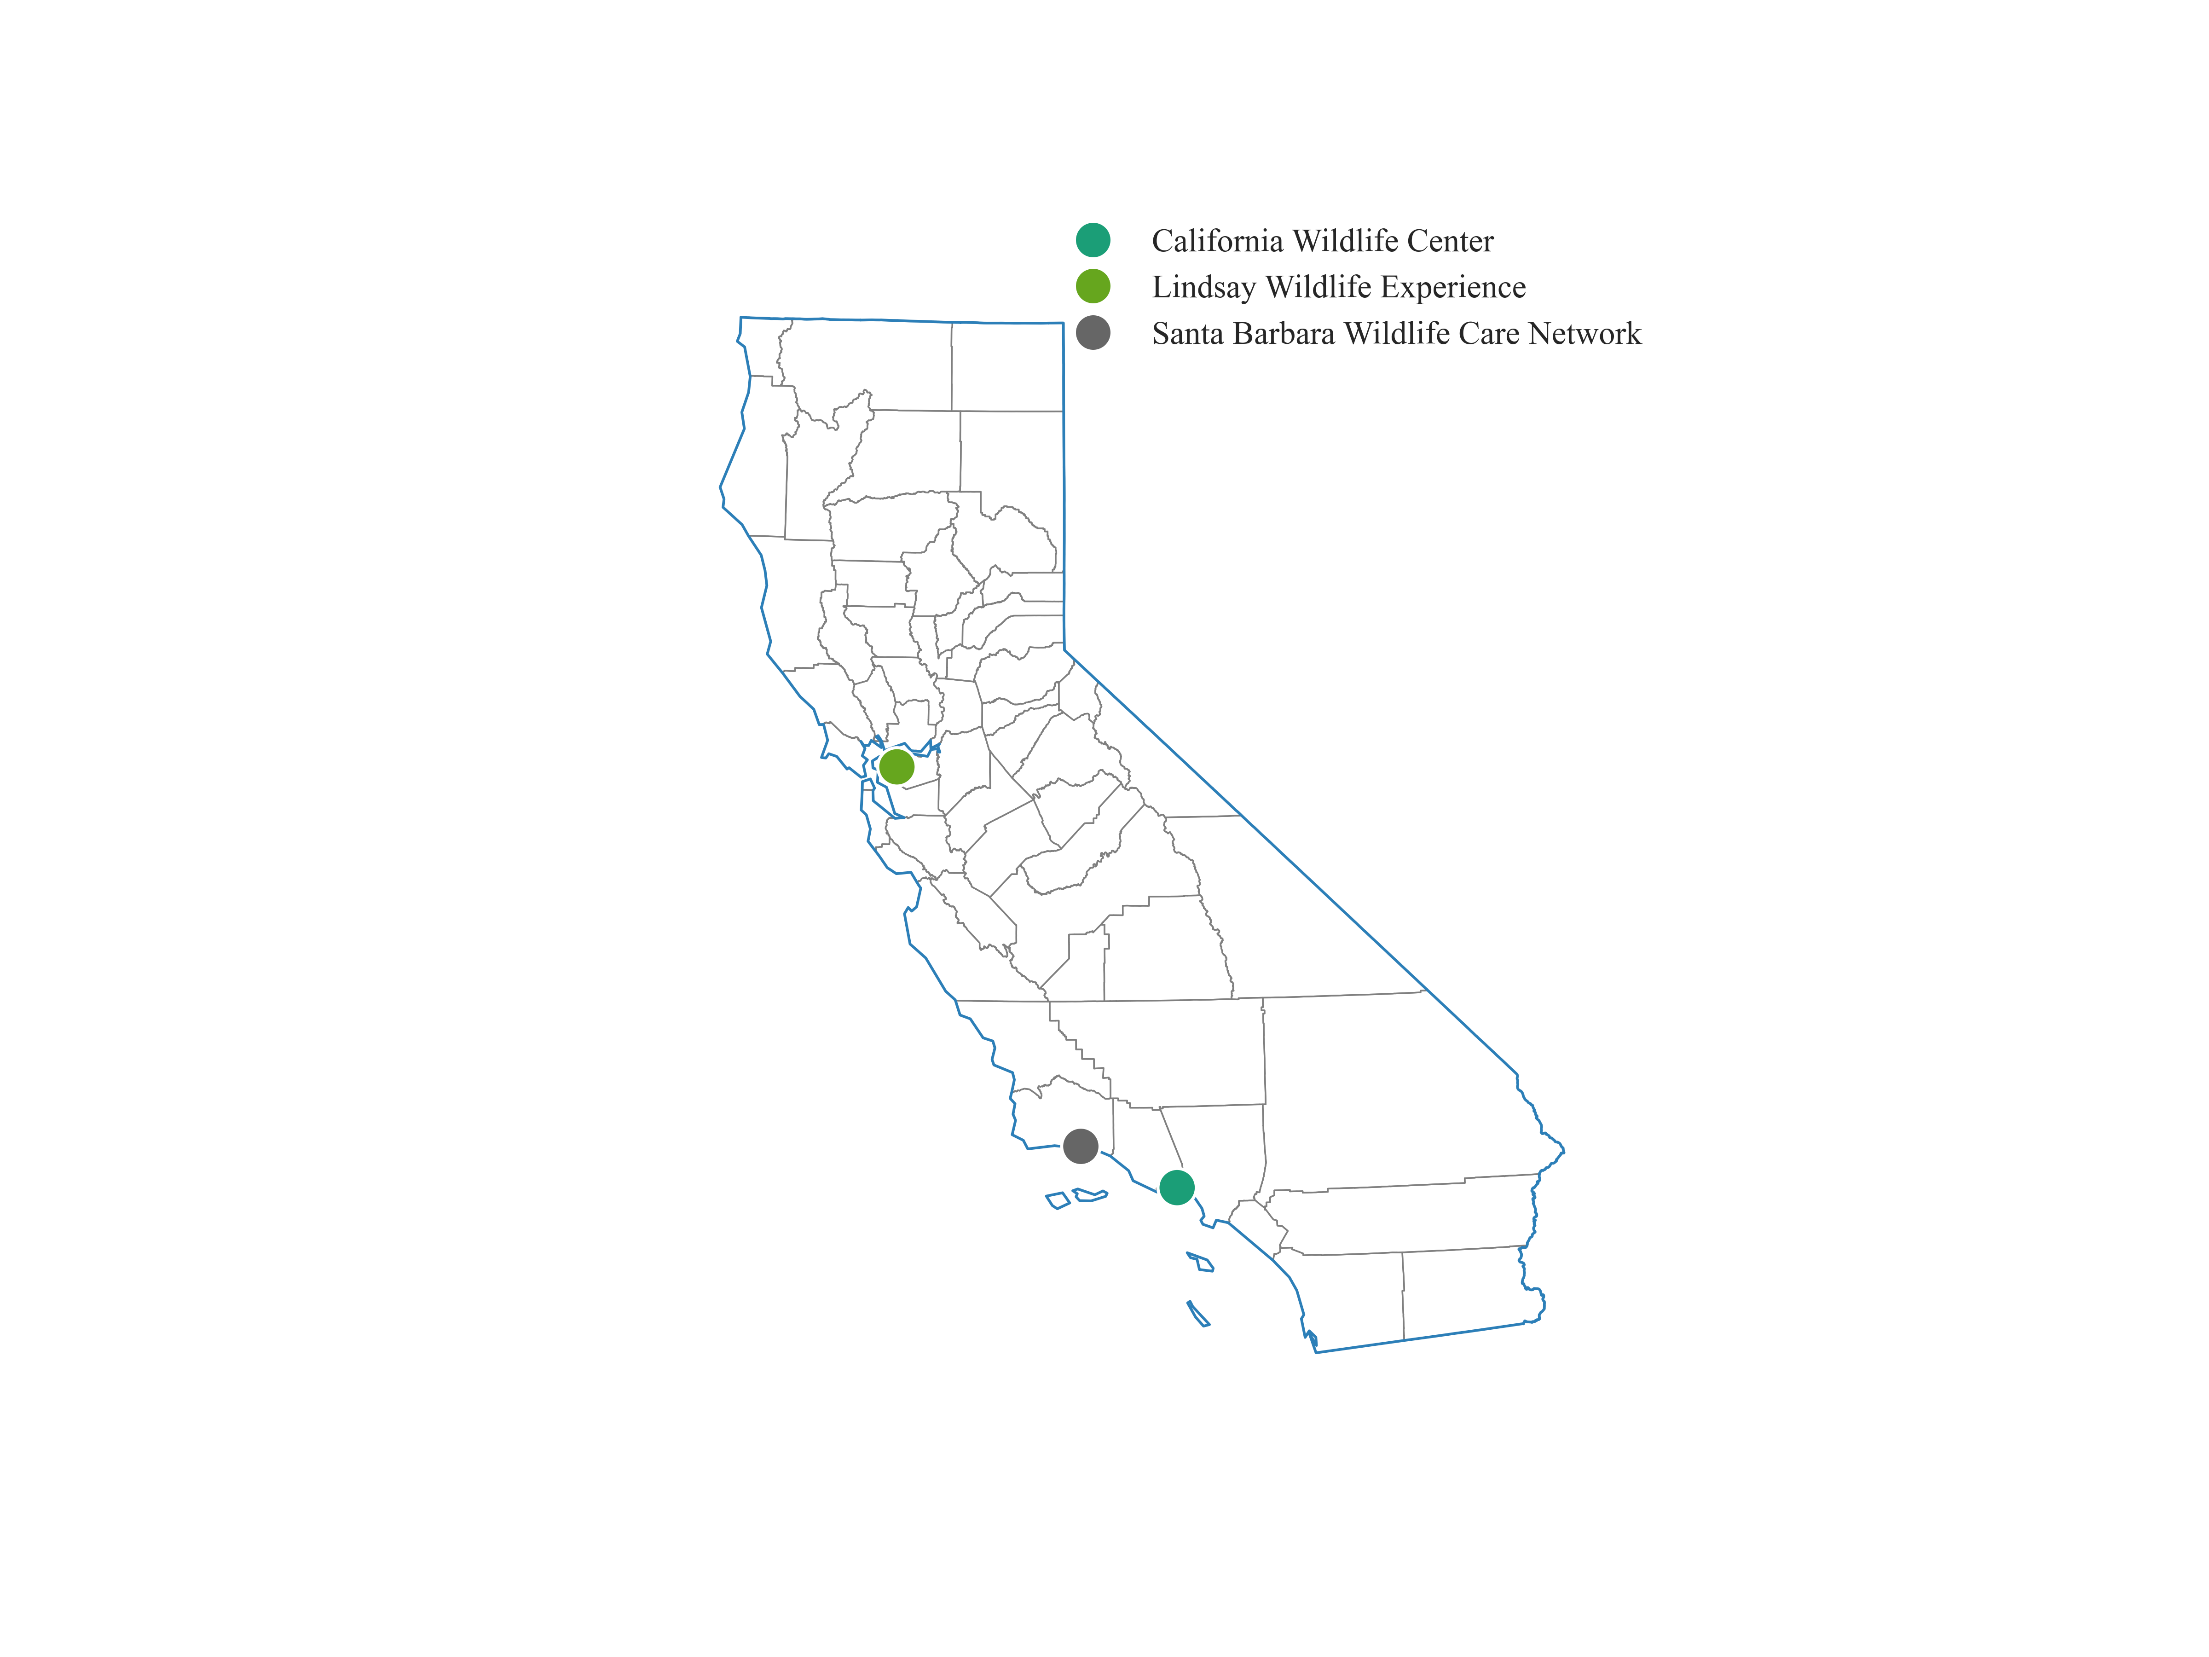 California Wildlife Center
Lindsay Wildlife Experience
Santa Barbara Wildlife Care Network